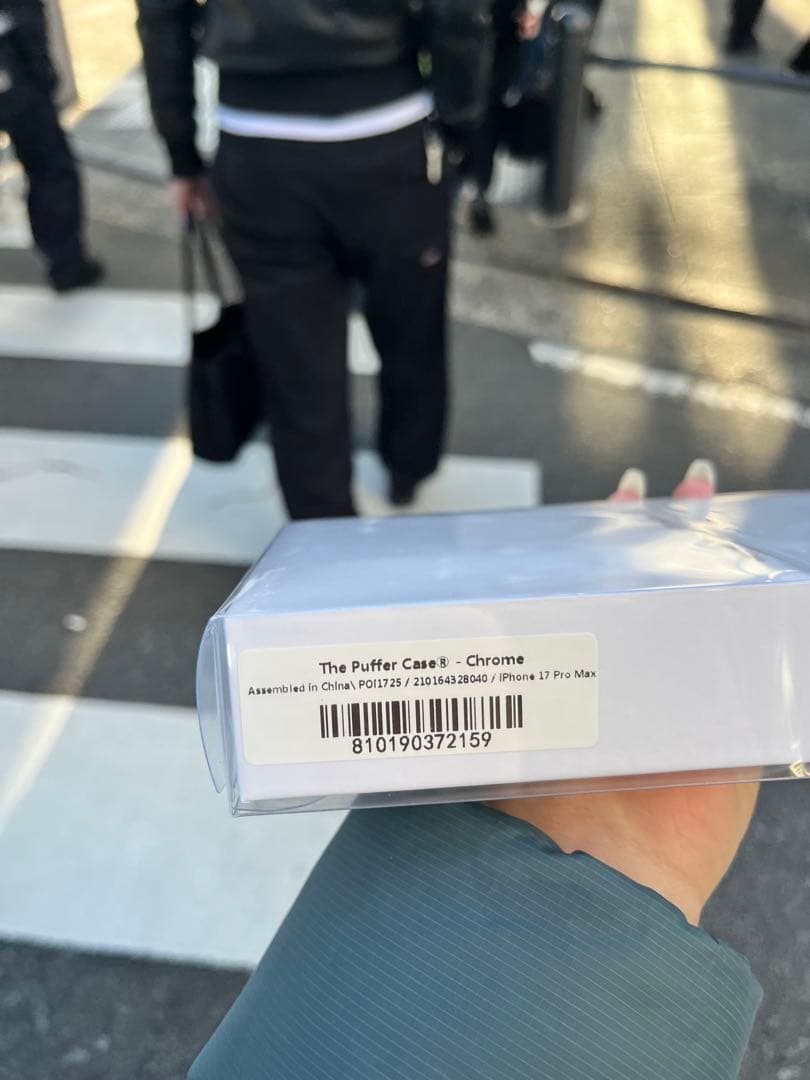 The Puffer Case® - Chrome
Assembled in China\ POI1725 / 210164328040 / iPhone 17 Pro Max
810190372159